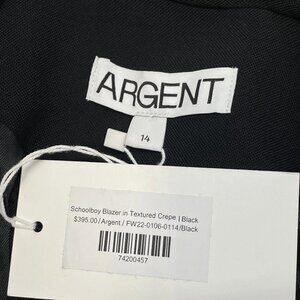 ARGENT
14
Schoolboy Blazer in Textured Crepe | Black
$395.00/Argent / FW22-0106-0114/Black
74200457